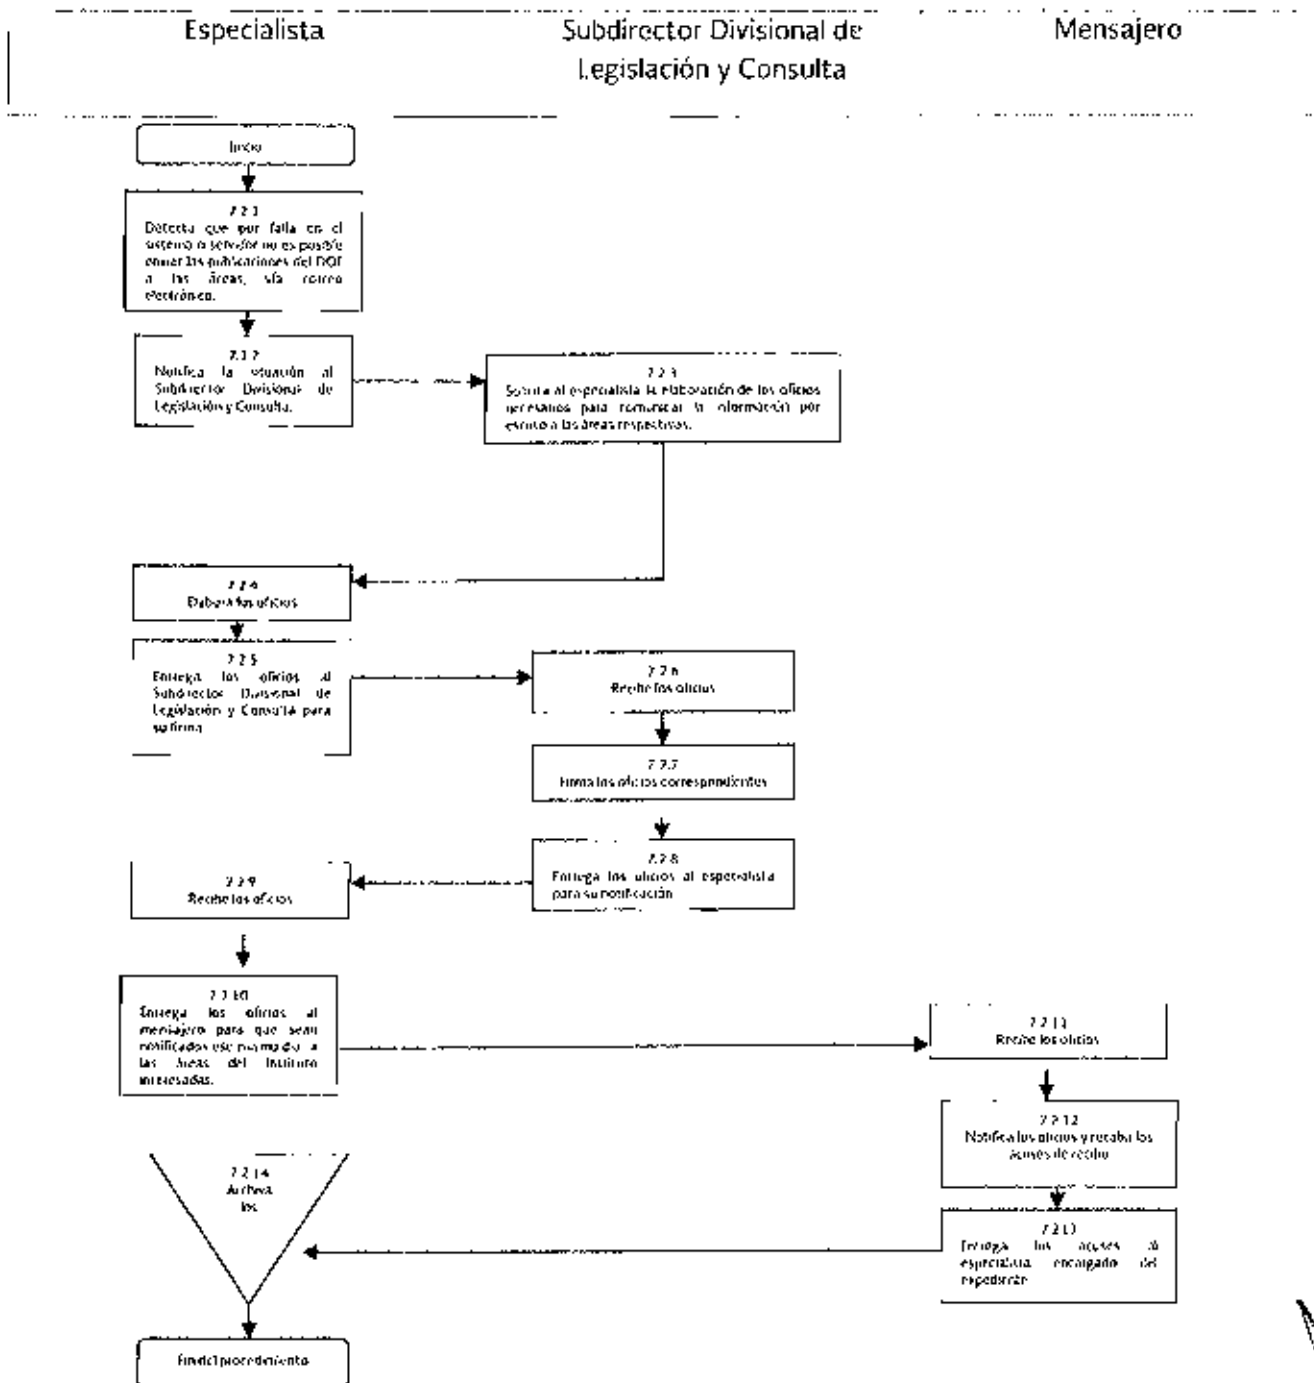 Especialista
Subdirector Divisional de
Legislación y Consulta
Mensajero
Inicio
7.2.1
Detecta que por falla en el
sistema o servidor no es posible
enviar las publicaciones del DOF
a las áreas, vía correo
electrónico.
7.2.2
Notifica la situación al
Subdirector Divisional de
Legislación y Consulta.
7.2.3
Solicita al especialista la elaboración de los oficios
necesarios para comunicar la información por
escrito a las áreas respectivas.
7.2.4
Elabora los oficios
7.2.5
Entrega los oficios al
Subdirector Divisional de
Legislación y Consulta para
su firma
7.2.6
Recibe los oficios
7.2.7
Firma los oficios correspondientes
7.2.8
Entrega los oficios al especialista
para su notificación
7.2.9
Recibe los oficios
7.2.10
Entrega los oficios al
mensajero para que sean
notificados ese mismo día a
las áreas del Instituto
interesadas.
7.2.11
Recibe los oficios
7.2.12
Notifica los oficios y recaba los
acuses de recibo
7.2.13
Entrega los acuses al
especialista encargado del
expediente
7.2.14
Archiva
los
Fin del procedimiento